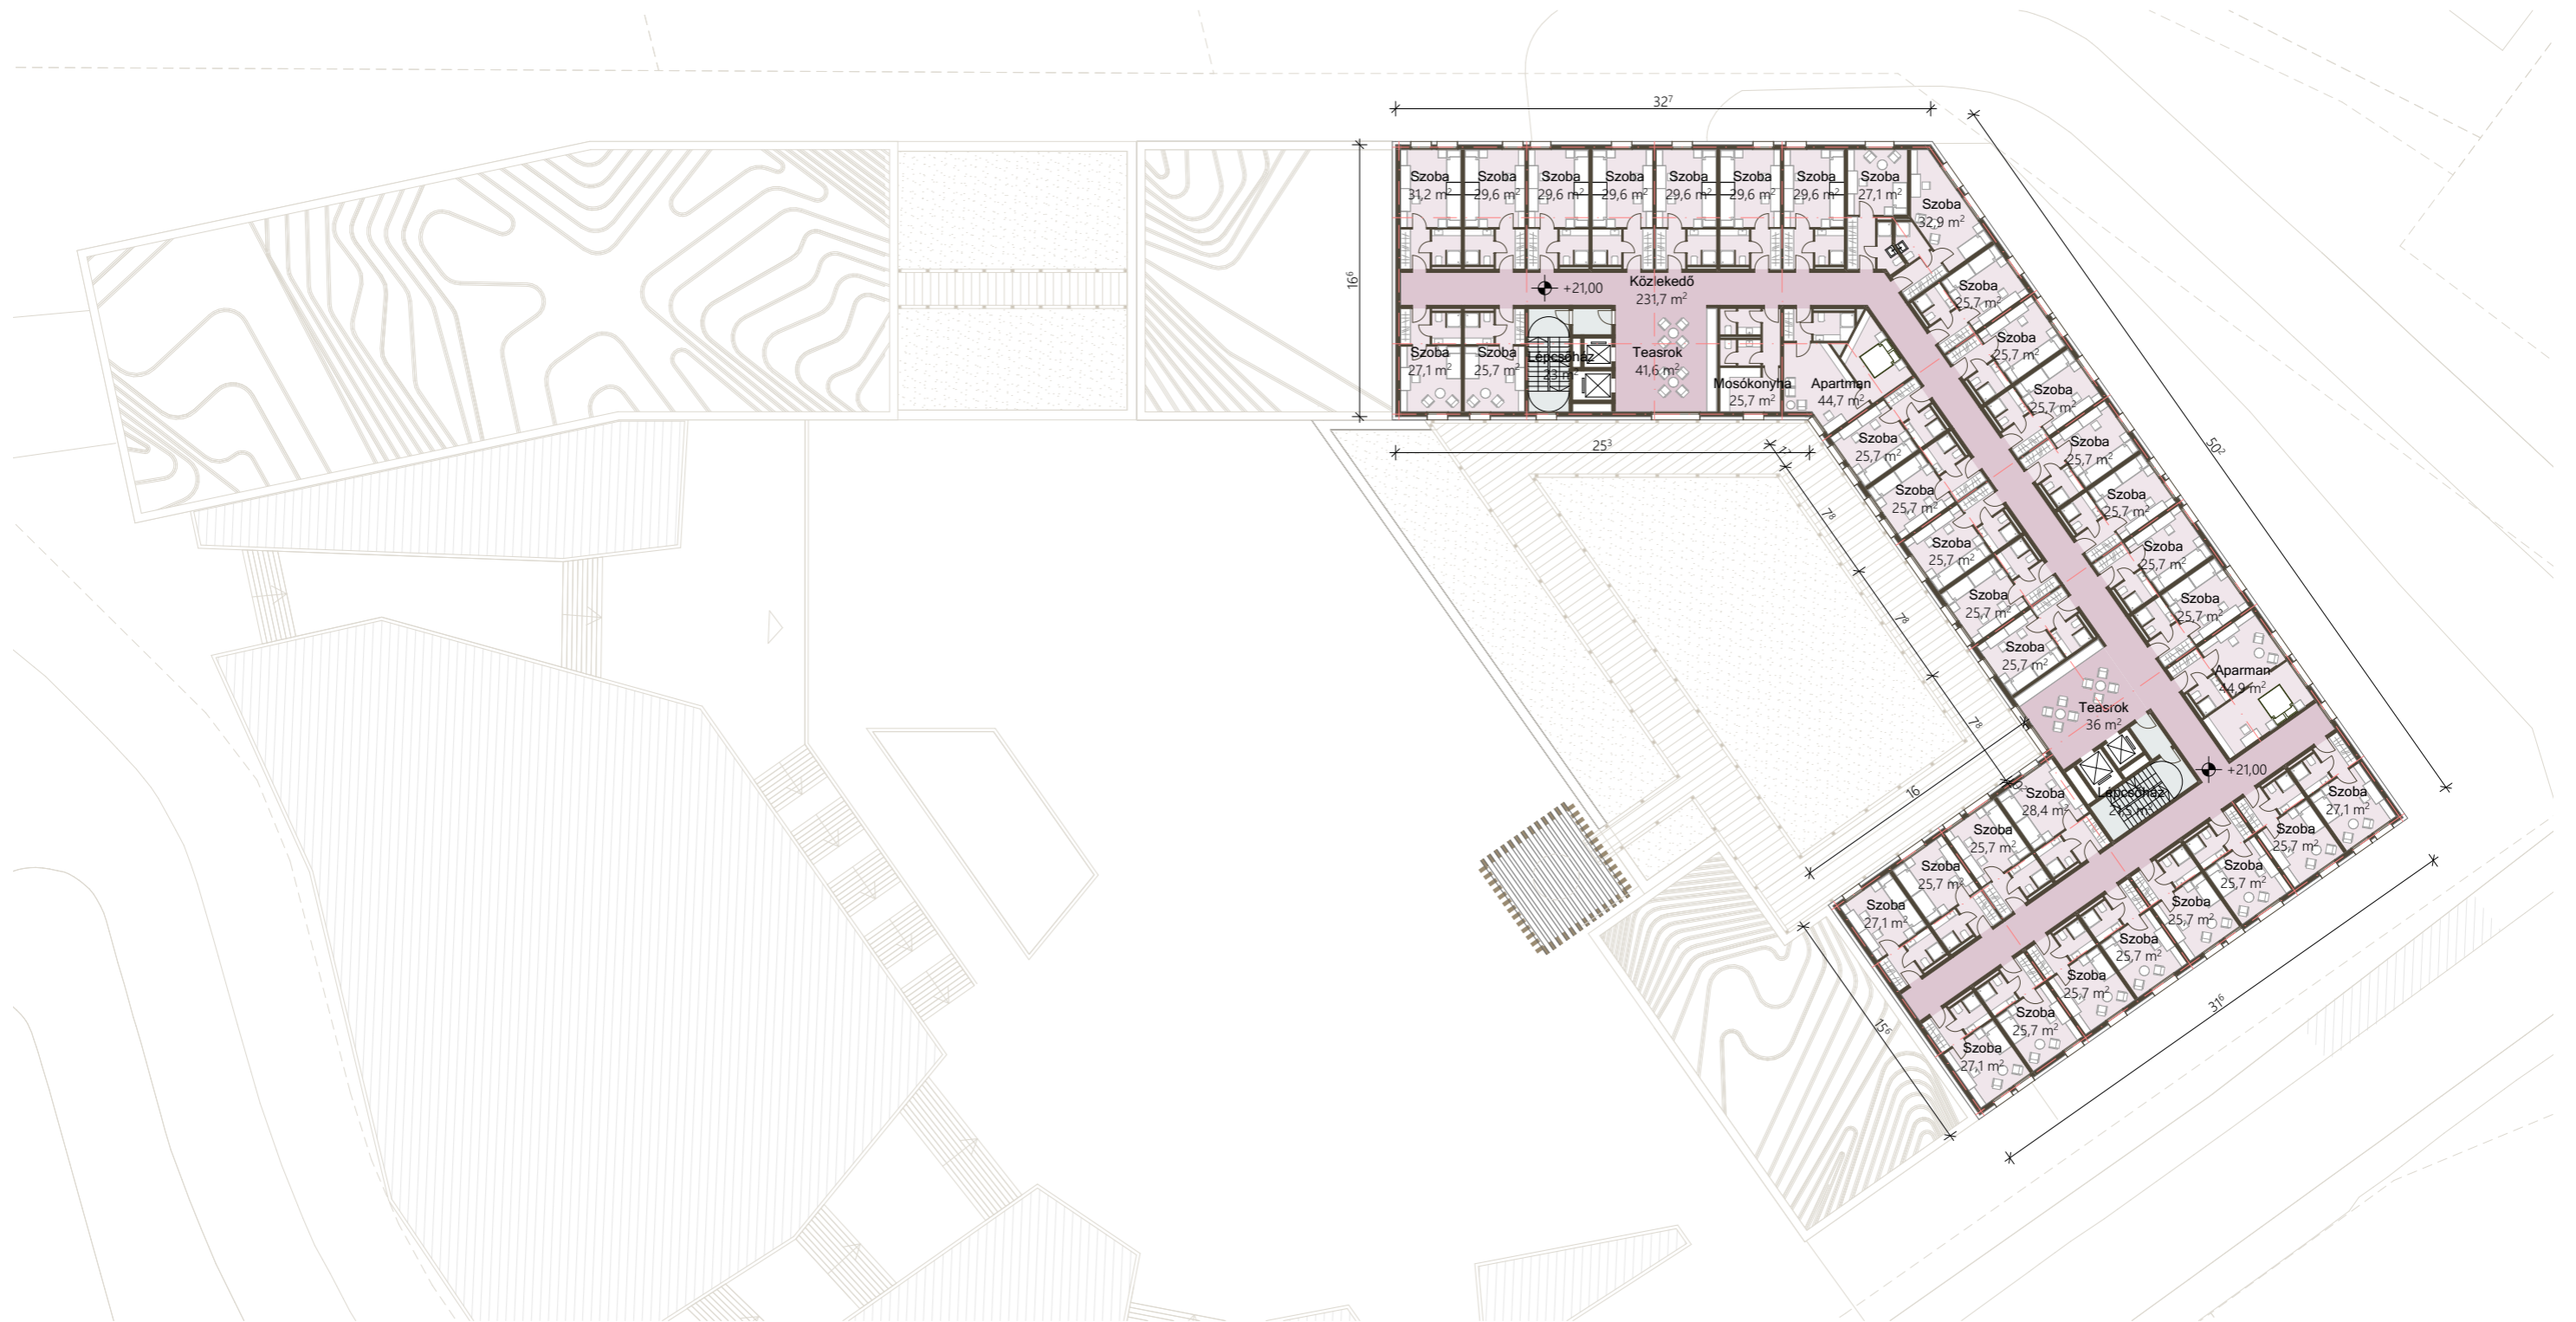 32⁷
16⁶
Szoba
31,2 m²
Szoba
29,6 m²
Szoba
29,6 m²
Szoba
29,6 m²
Szoba
29,6 m²
Szoba
29,6 m²
Szoba
29,6 m²
Szoba
27,1 m²
Szoba
32,9 m²
+21,00
Közlekedő
231,7 m²
Szoba
27,1 m²
Szoba
25,7 m²
Lépcsőház
23 m²
Teasrok
41,6 m²
Mosókonyha
25,7 m²
Apartman
44,7 m²
25³
50²
Szoba
25,7 m²
Szoba
25,7 m²
Szoba
25,7 m²
Szoba
25,7 m²
Szoba
25,7 m²
Szoba
25,7 m²
Szoba
25,7 m²
Szoba
25,7 m²
Szoba
25,7 m²
Szoba
25,7 m²
Szoba
25,7 m²
Szoba
25,7 m²
7⁸
7⁸
7⁸
Aparman
44,9 m²
Teasrok
36 m²
+21,00
Lépcsőház
16
Szoba
28,4 m²
Szoba
25,7 m²
Szoba
25,7 m²
Szoba
27,1 m²
Szoba
27,1 m²
Szoba
25,7 m²
Szoba
25,7 m²
Szoba
25,7 m²
Szoba
25,7 m²
Szoba
25,7 m²
Szoba
25,7 m²
Szoba
27,1 m²
15⁶
31⁶